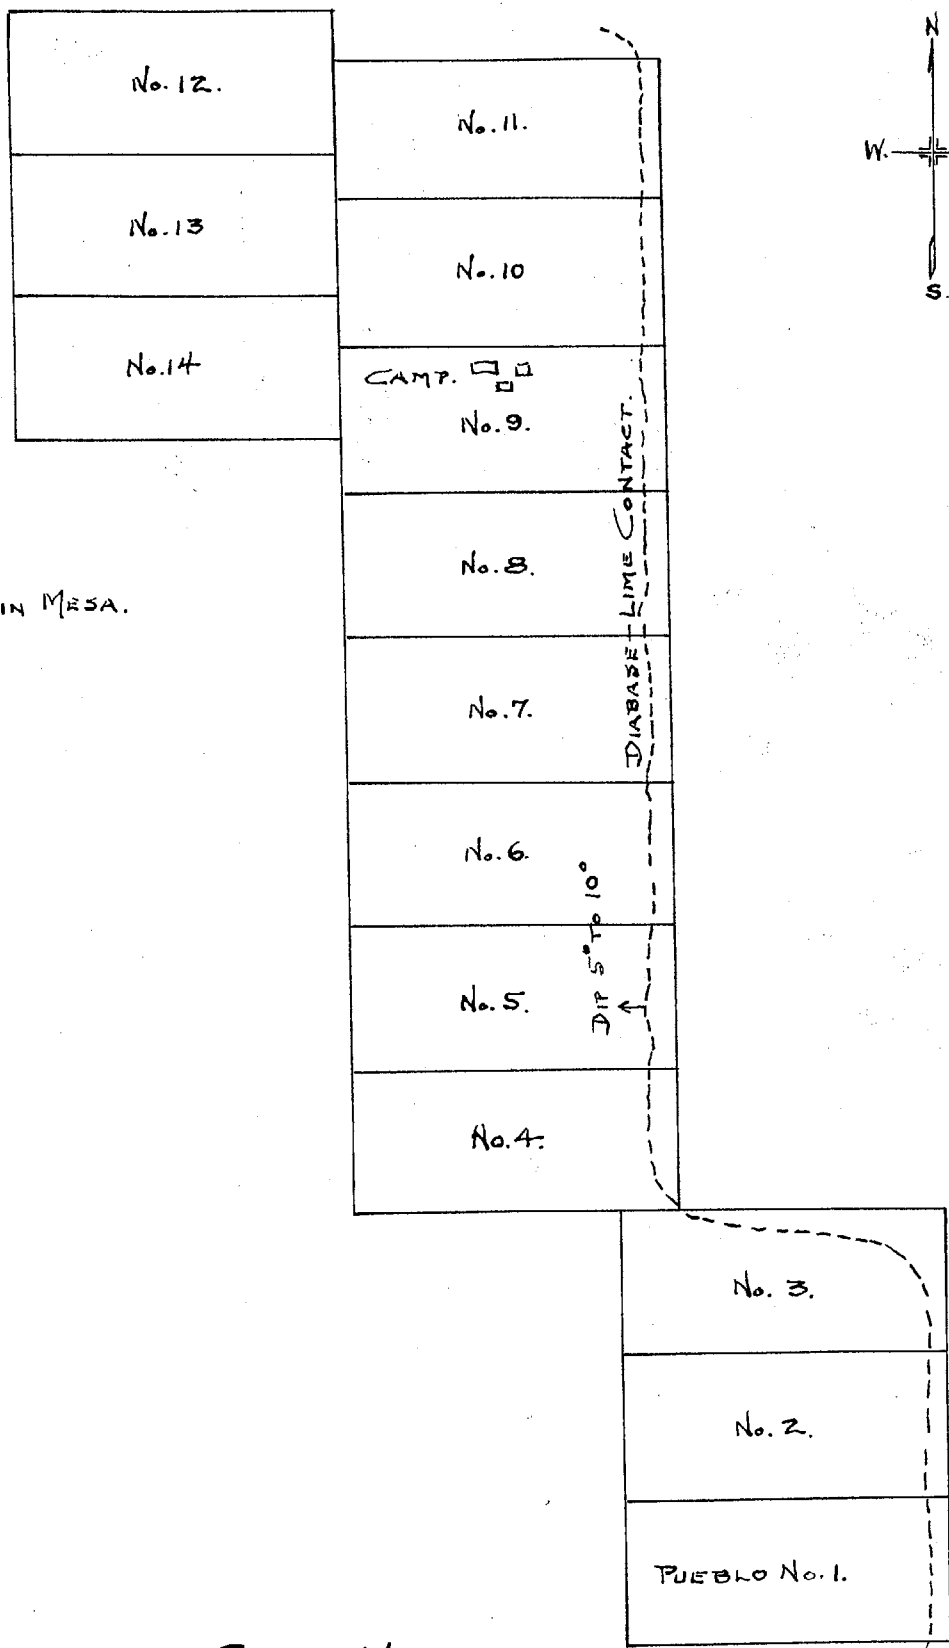 N
No. 12.
No. 11.
W.
No. 13
No. 10
S.
No. 14
CAMP.
No. 9.
DIABASE-LIME CONTACT.
No. 8.
IN MESA.
No. 7.
No. 6.
DIP 5° TO 10°
No. 5.
No. 4.
No. 3.
No. 2.
PUEBLO No. 1.